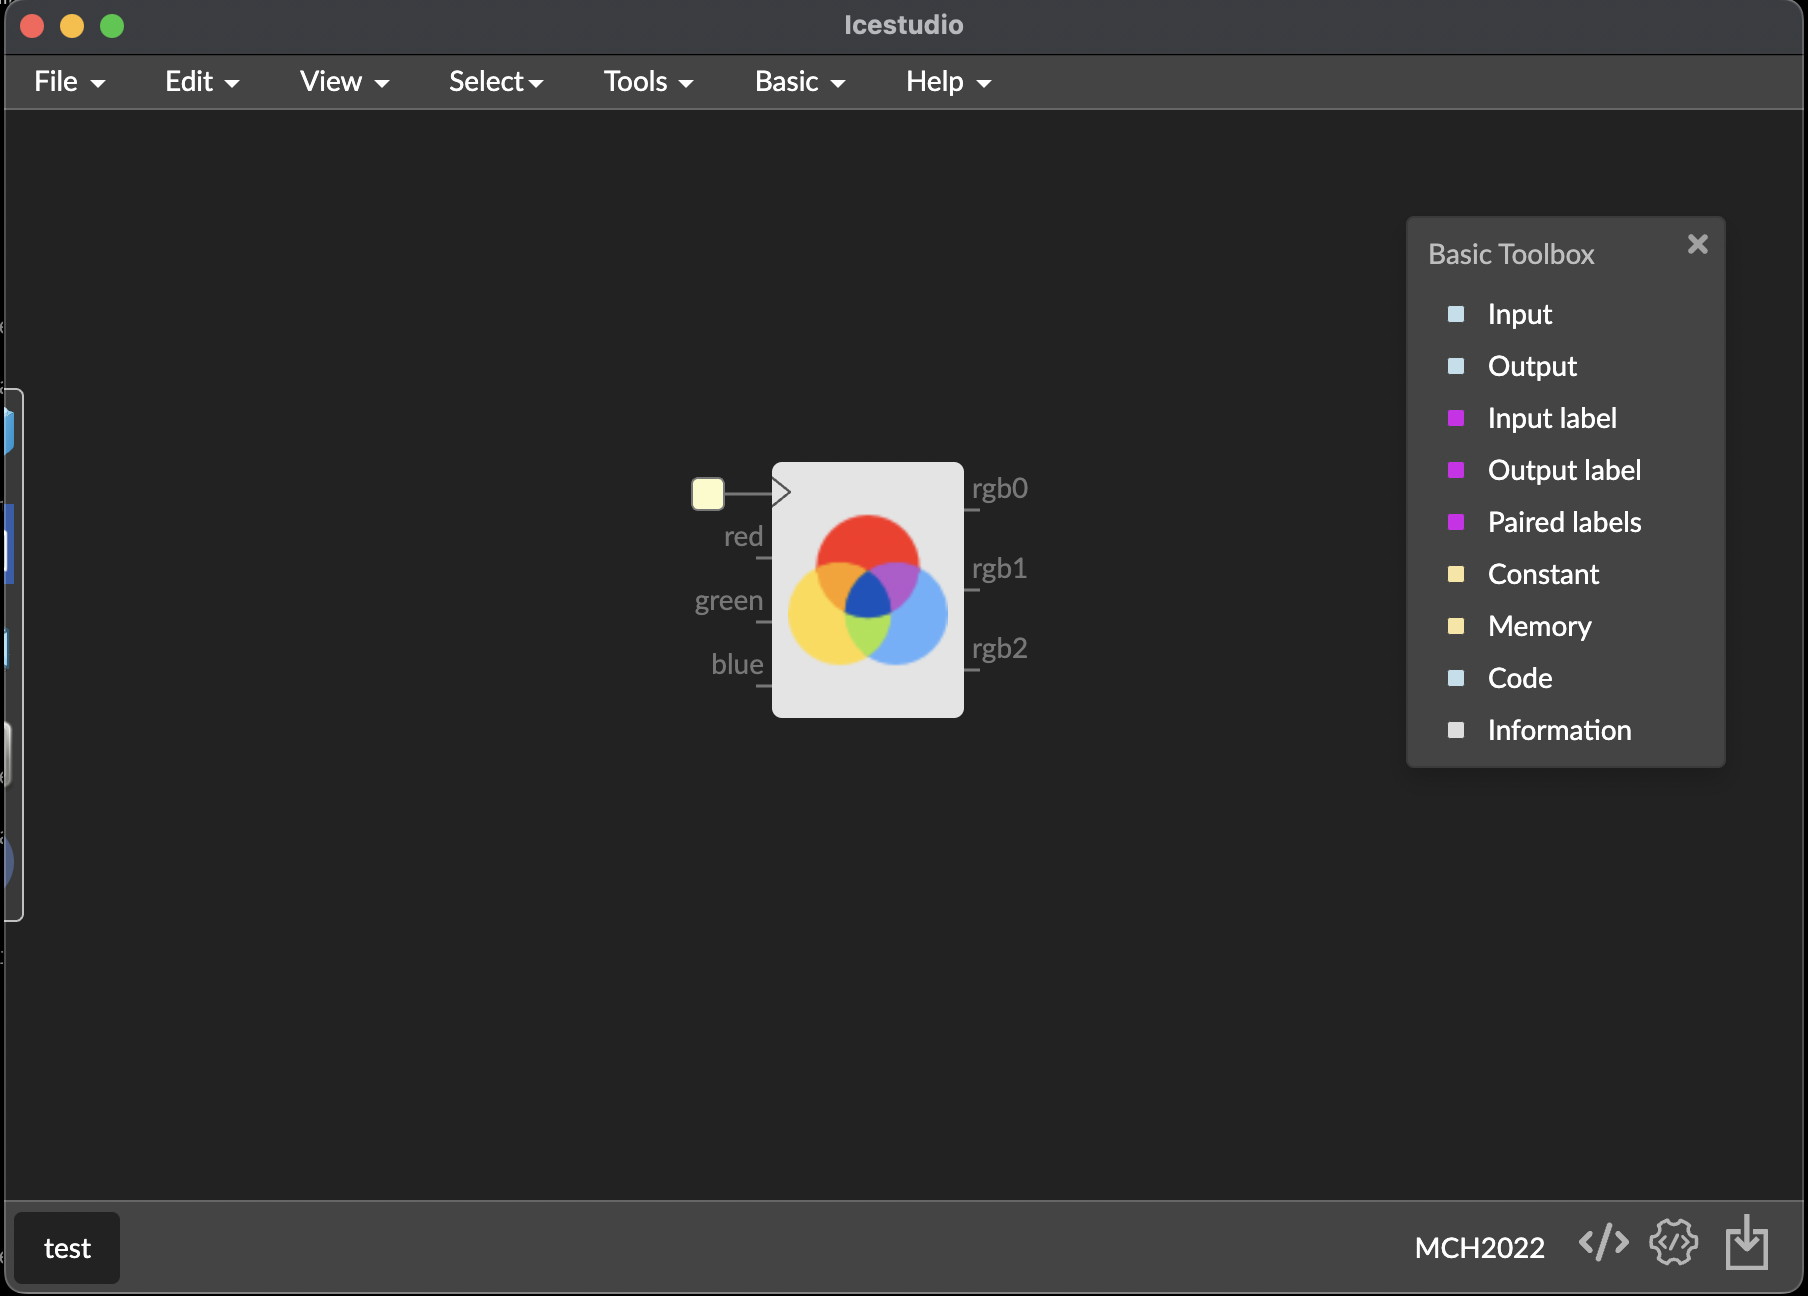 Icestudio
File Edit View Select Tools Basic Help
Basic Toolbox
Input
Output
Input label
Output label
Paired labels
Constant
Memory
Code
Information
red
green
blue
rgb0
rgb1
rgb2
test
MCH2022